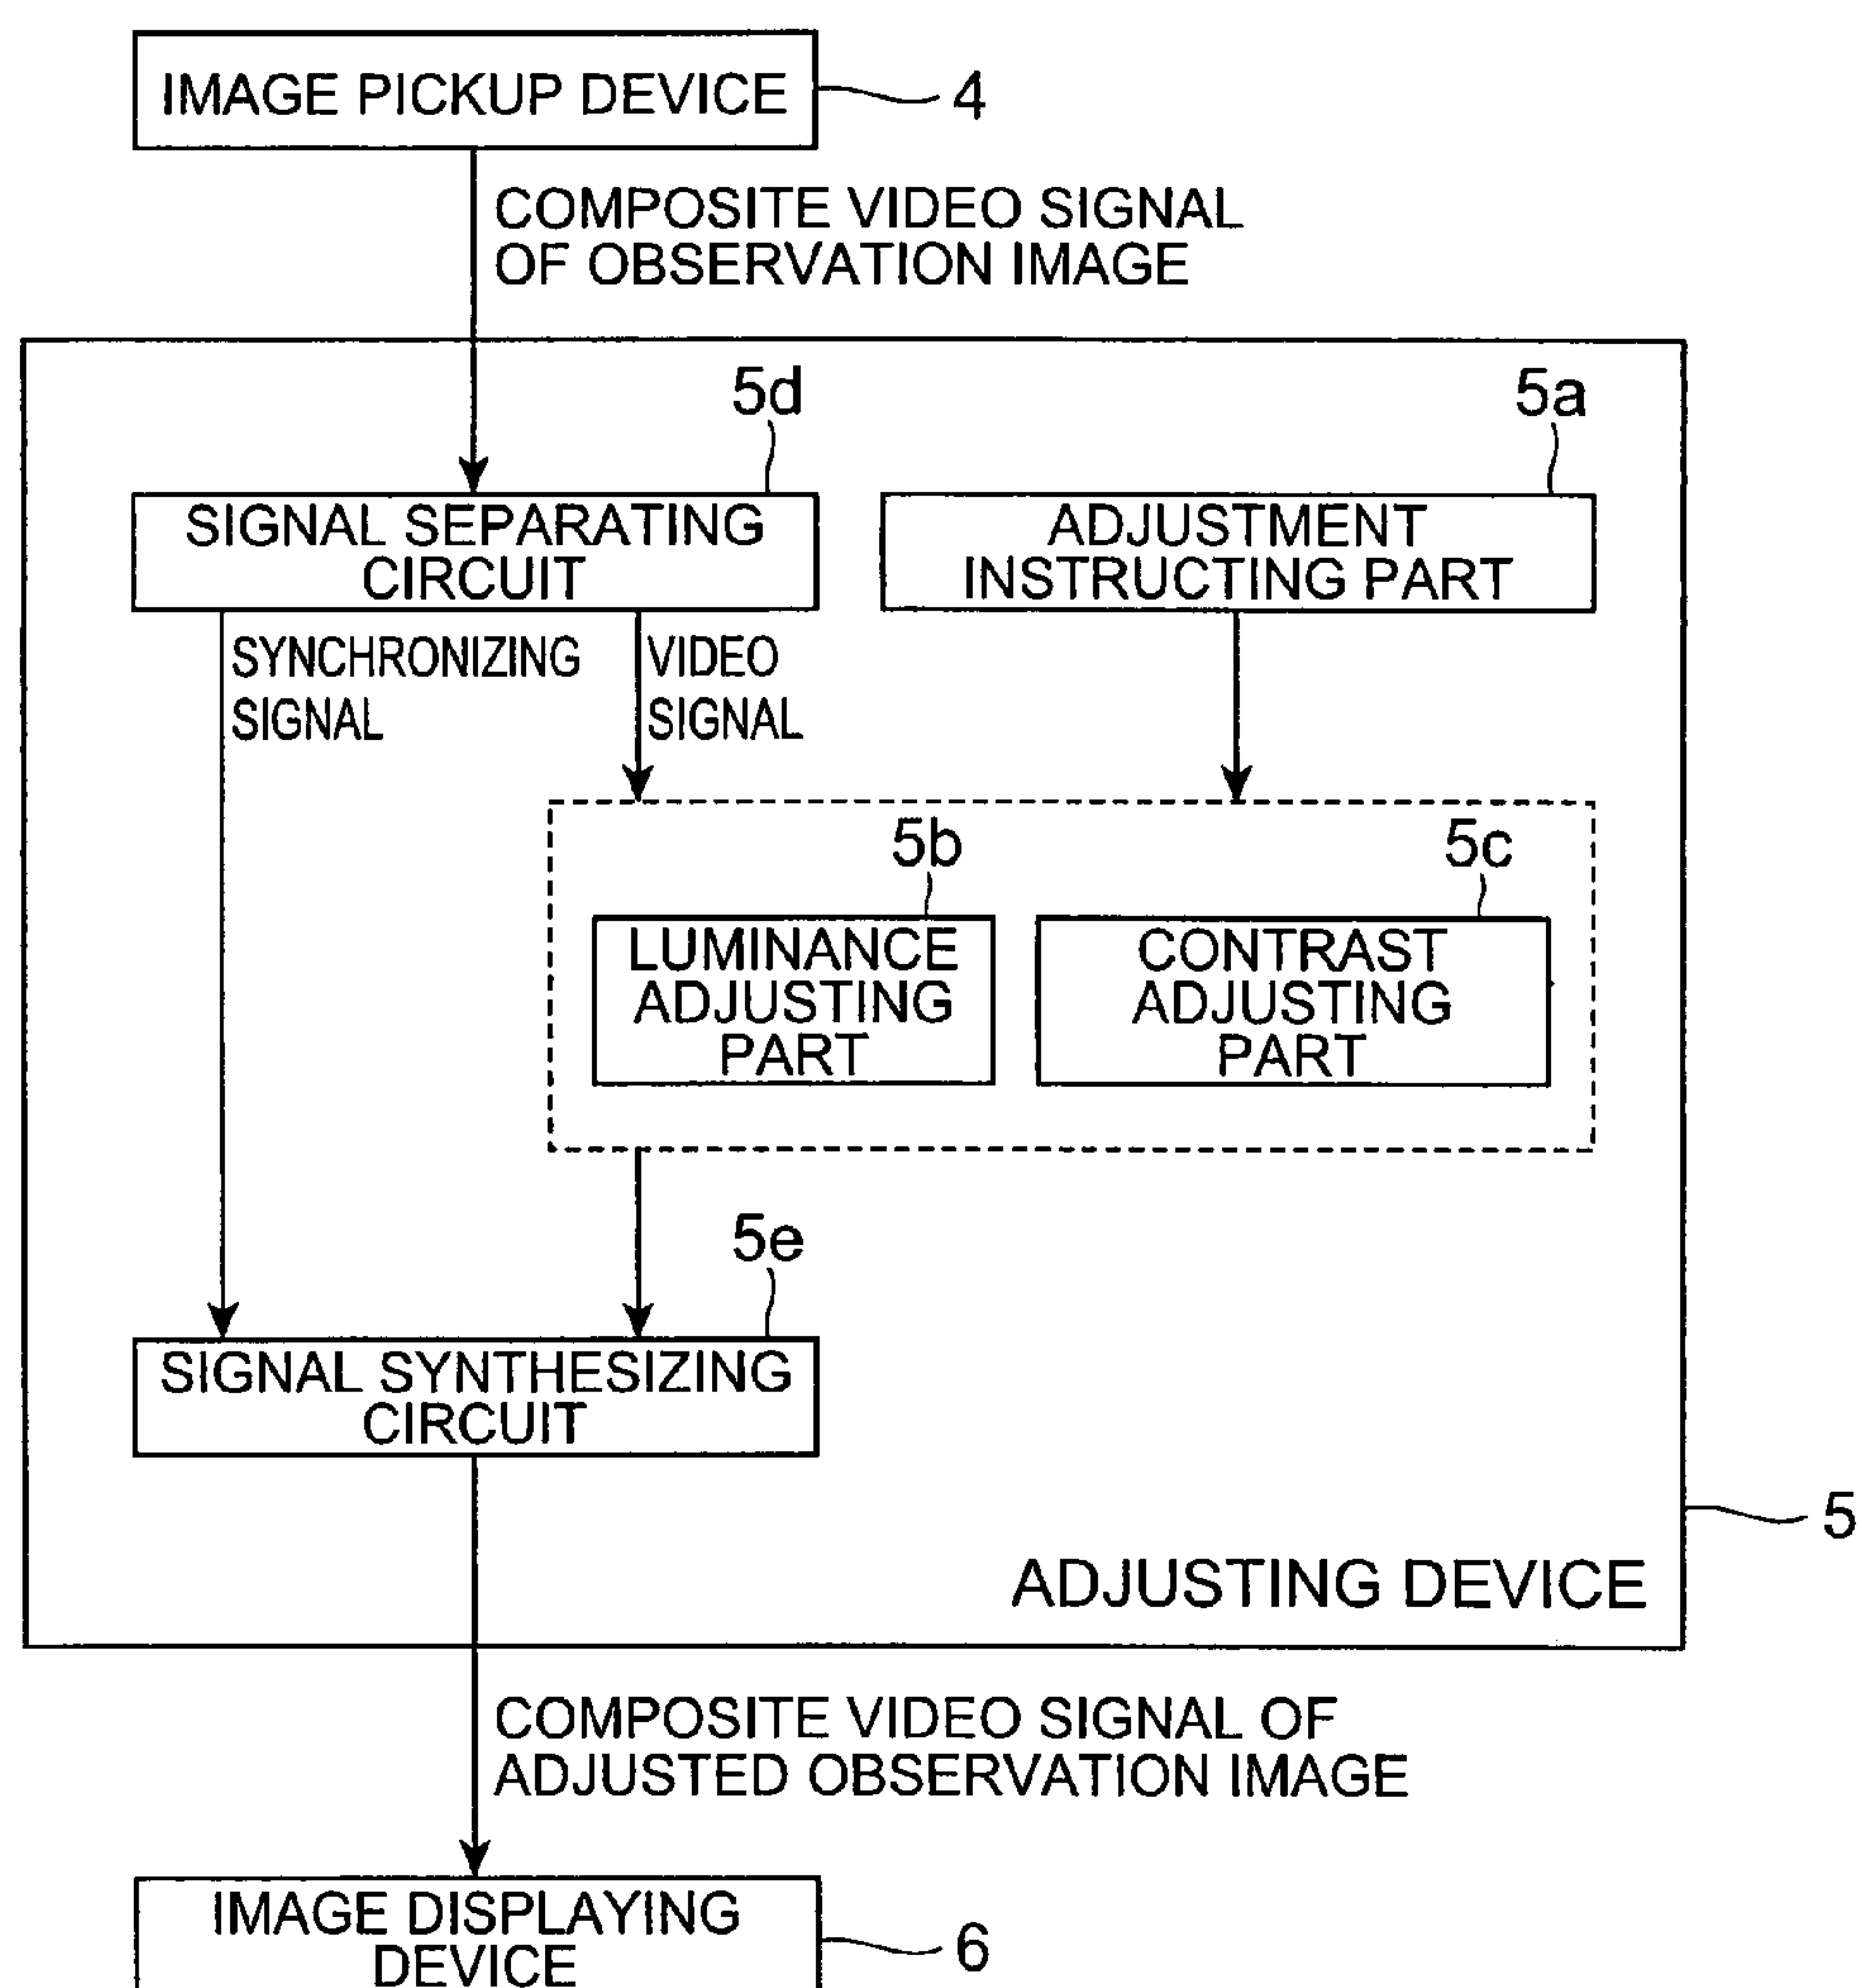 IMAGE PICKUP DEVICE
4
COMPOSITE VIDEO SIGNAL
OF OBSERVATION IMAGE
5d
5a
SIGNAL SEPARATING
CIRCUIT
ADJUSTMENT
INSTRUCTING PART
SYNCHRONIZING
SIGNAL
VIDEO
SIGNAL
5b
5c
LUMINANCE
ADJUSTING
PART
CONTRAST
ADJUSTING
PART
5e
SIGNAL SYNTHESIZING
CIRCUIT
5
ADJUSTING DEVICE
COMPOSITE VIDEO SIGNAL OF
ADJUSTED OBSERVATION IMAGE
IMAGE DISPLAYING
DEVICE
6